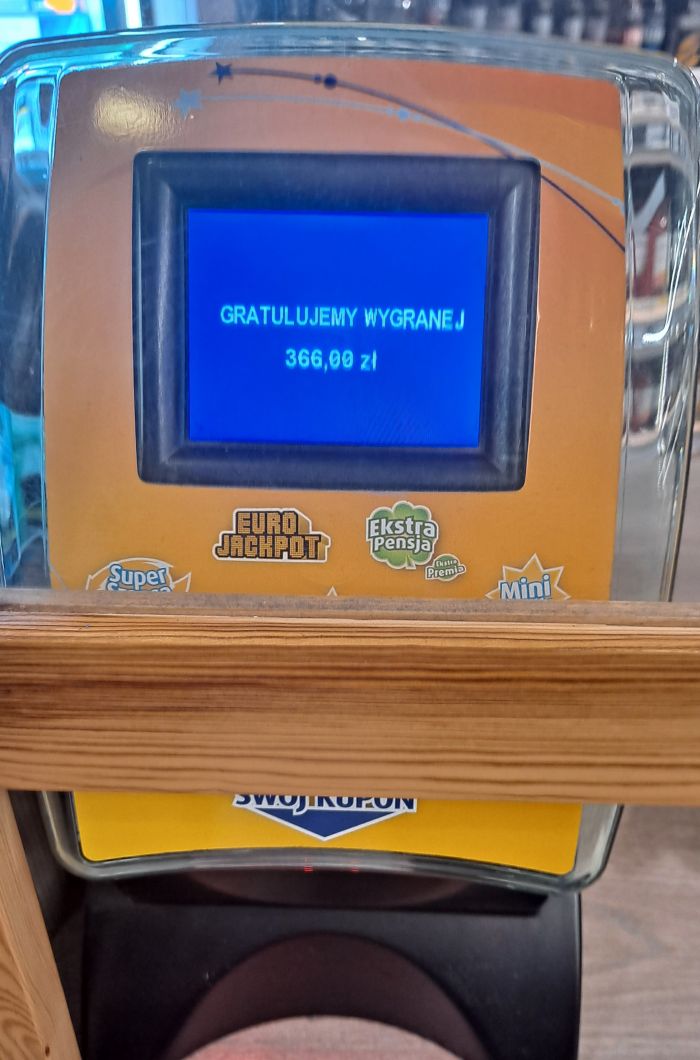 GRATULUJEMY WYGRANEJ
366,00 zł
EURO
JACKPOT
Ekstra
Pensja
Ekstra
Premia
Super
Mini
SWÓJ KUPON